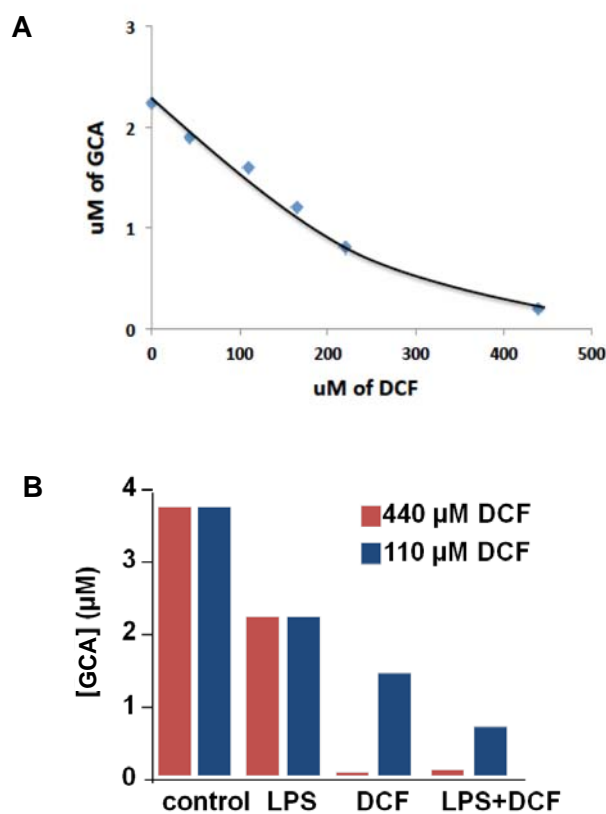 A
3
2
1
0
uM of GCA
0 100 200 300 400 500
uM of DCF
B
4
3
2
1
0
[GCA] (µM)
440 µM DCF
110 µM DCF
control LPS DCF LPS+DCF